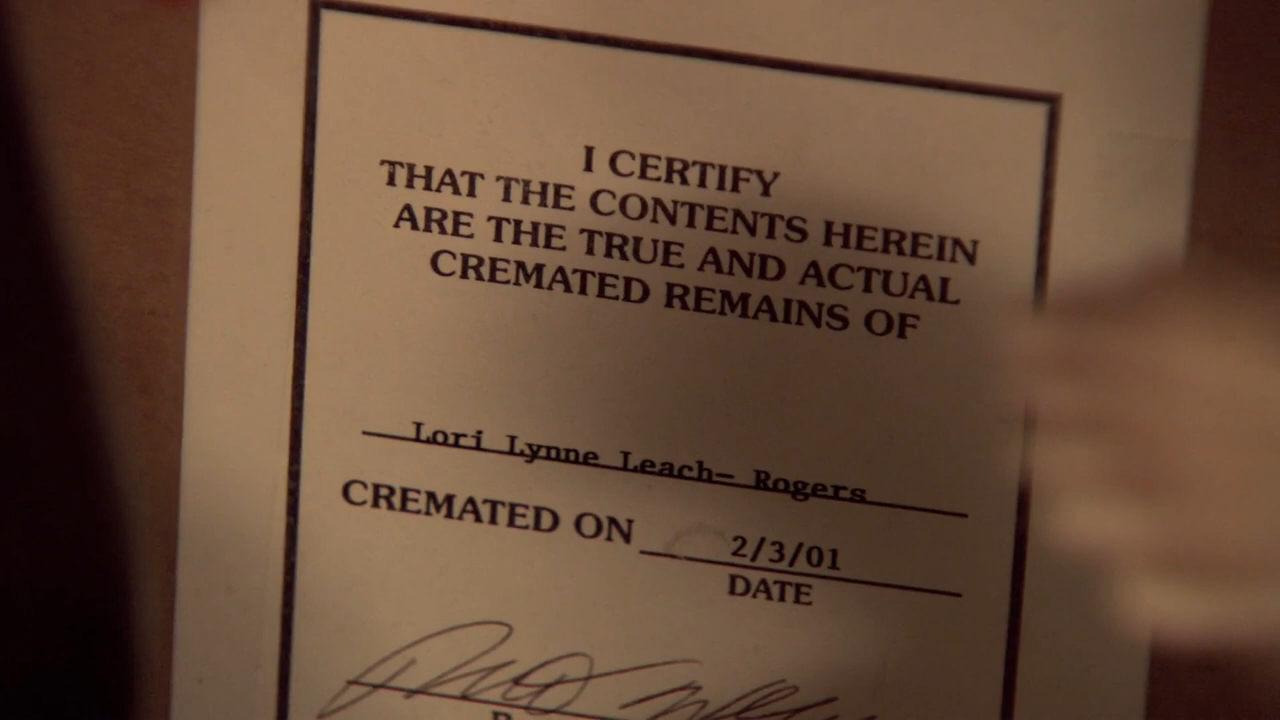 I CERTIFY
THAT THE CONTENTS HEREIN
ARE THE TRUE AND ACTUAL
CREMATED REMAINS OF
Lori Lynne Leach- Rogers
CREMATED ON 2/3/01
DATE